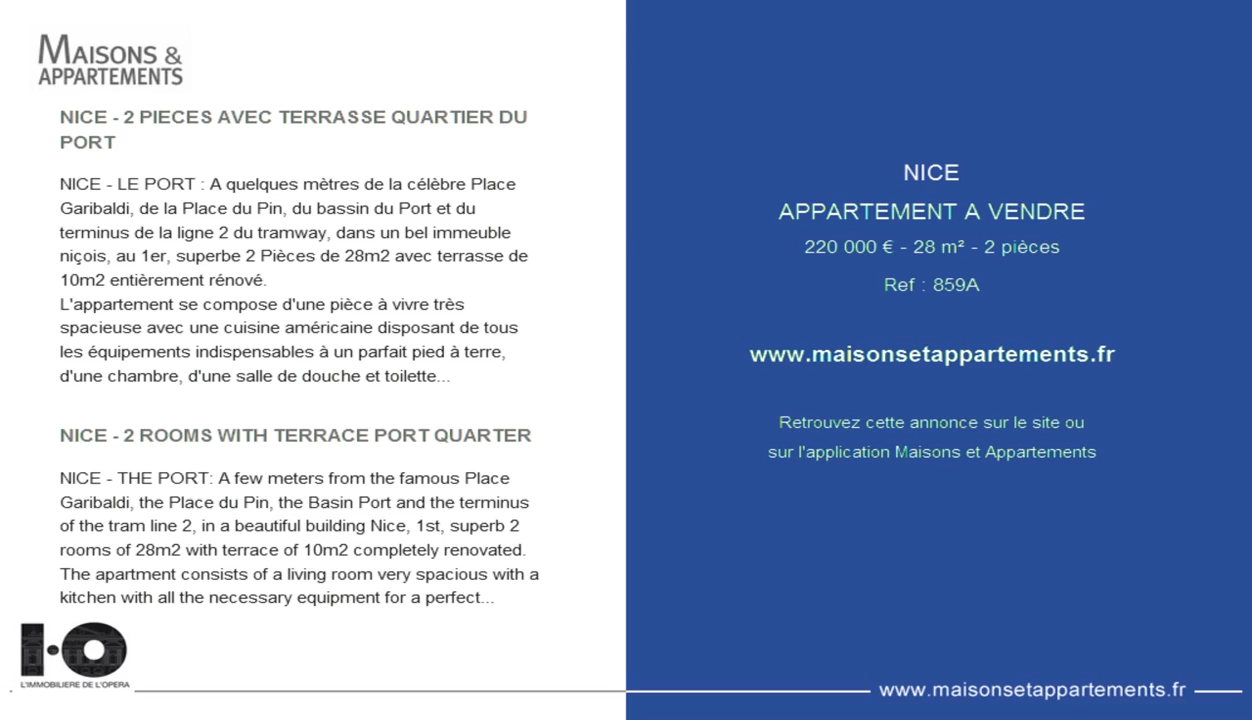 MAISONS &
APPARTEMENTS
NICE - 2 PIECES AVEC TERRASSE QUARTIER DU
PORT
NICE - LE PORT : A quelques mètres de la célèbre Place
Garibaldi, de la Place du Pin, du bassin du Port et du
terminus de la ligne 2 du tramway, dans un bel immeuble
niçois, au 1er, superbe 2 Pièces de 28m2 avec terrasse de
10m2 entièrement rénové.
L'appartement se compose d'une pièce à vivre très
spacieuse avec une cuisine américaine disposant de tous
les équipements indispensables à un parfait pied à terre,
d'une chambre, d'une salle de douche et toilette...
NICE - 2 ROOMS WITH TERRACE PORT QUARTER
NICE - THE PORT: A few meters from the famous Place
Garibaldi, the Place du Pin, the Basin Port and the terminus
of the tram line 2, in a beautiful building Nice, 1st, superb 2
rooms of 28m2 with terrace of 10m2 completely renovated.
The apartment consists of a living room very spacious with a
kitchen with all the necessary equipment for a perfect...
I·O
L'IMMOBILIERE DE L'OPERA
NICE
APPARTEMENT A VENDRE
220 000 € - 28 m² - 2 pièces
Ref : 859A
www.maisonsetappartements.fr
Retrouvez cette annonce sur le site ou
sur l'application Maisons et Appartements
www.maisonsetappartements.fr